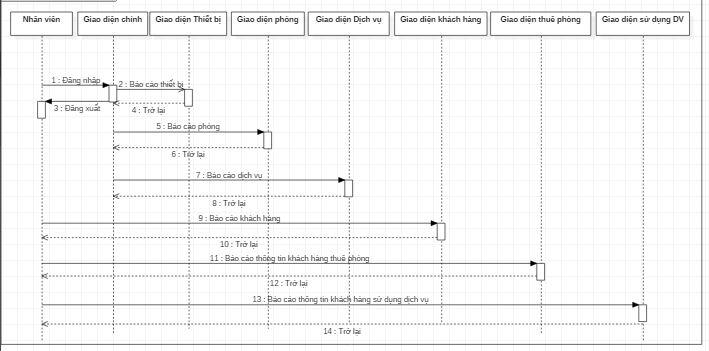 Nhân viên
Giao diện chính
Giao diện Thiết bị
Giao diện phòng
Giao diện Dịch vụ
Giao diện khách hàng
Giao diện thuê phòng
Giao diện sử dụng DV
1 : Đăng nhập
2 : Báo cáo thiết bị
3 : Đăng xuất
4 : Trở lại
5 : Báo cáo phòng
6 : Trở lại
7 : Báo cáo dịch vụ
8 : Trở lại
9 : Báo cáo khách hàng
10 : Trở lại
11 : Báo cáo thông tin khách hàng thuê phòng
12 : Trở lại
13 : Báo cáo thông tin khách hàng sử dụng dịch vụ
14 : Trở lại